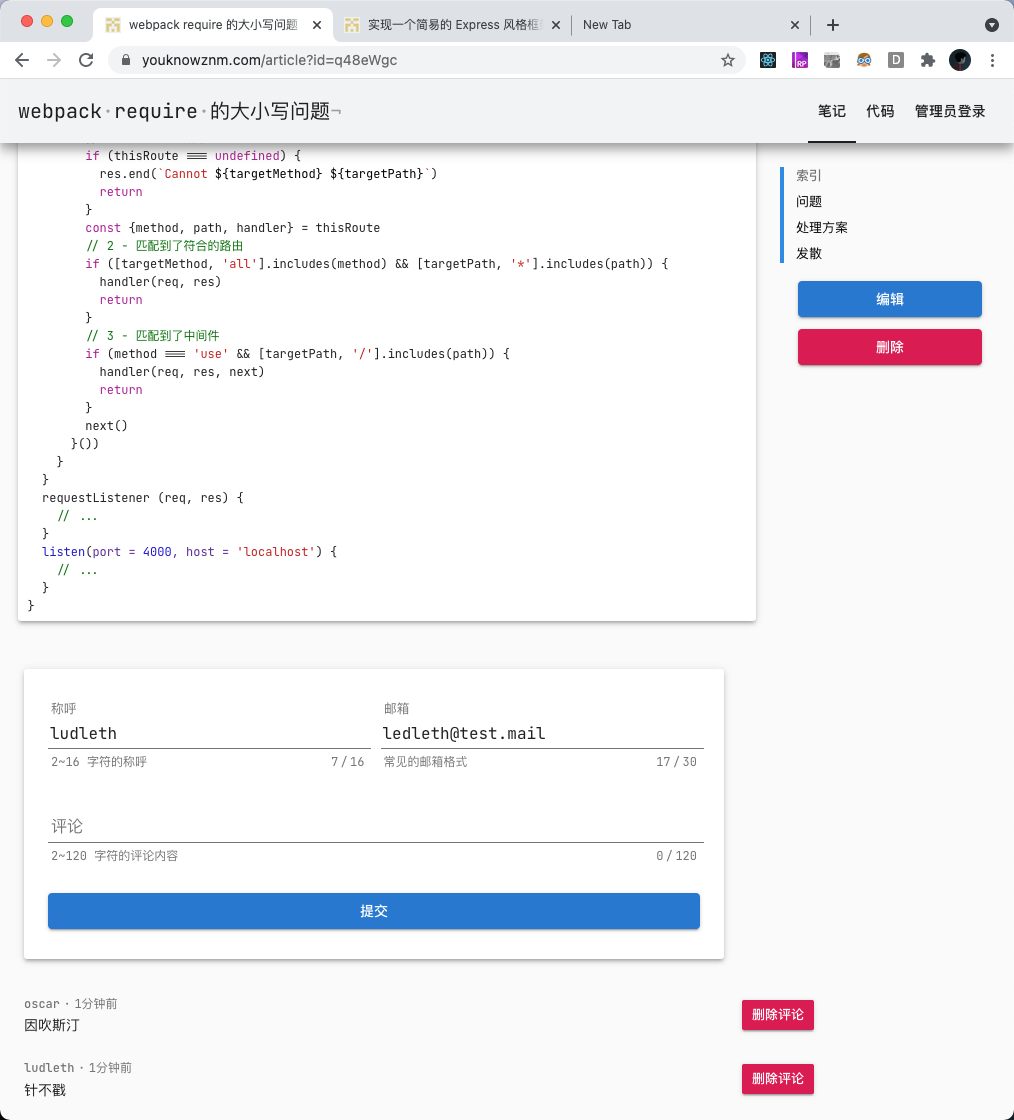 webpack require 的大小写问题
实现一个简易的 Express 风格框
New Tab
youknowznm.com/article?id=q48eWgc
webpack·require·的大小写问题¬
笔记 代码 管理员登录
if (thisRoute === undefined) {
res.end(`Cannot ${targetMethod} ${targetPath}`)
return
}
const {method, path, handler} = thisRoute
// 2 - 匹配到了符合的路由
if ([targetMethod, 'all'].includes(method) && [targetPath, '*'].includes(path)) {
handler(req, res)
return
}
// 3 - 匹配到了中间件
if (method === 'use' && [targetPath, '/'].includes(path)) {
handler(req, res, next)
return
}
next()
}())
}
}
requestListener (req, res) {
// ...
}
listen(port = 4000, host = 'localhost') {
// ...
}
}
索引
问题
处理方案
发散
编辑
删除
称呼 邮箱
ludleth ledleth@test.mail
2~16 字符的称呼 7 / 16 常见的邮箱格式 17 / 30
评论
2~120 字符的评论内容 0 / 120
提交
oscar · 1分钟前
因吹斯汀
删除评论
ludleth · 1分钟前
针不戳
删除评论